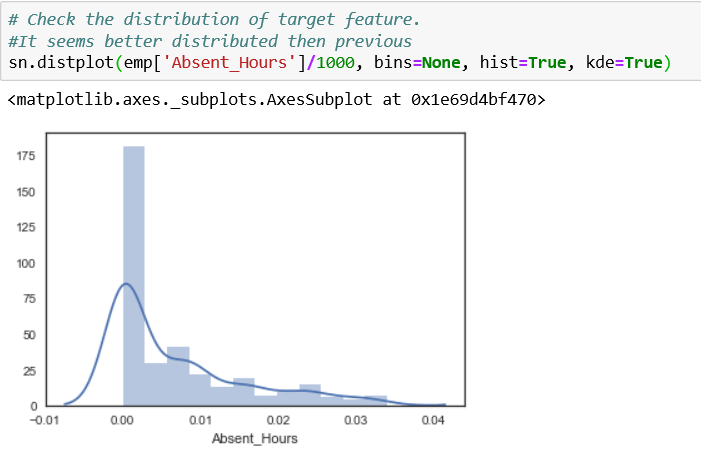 # Check the distribution of target feature.
#It seems better distributed then previous
sn.distplot(emp['Absent_Hours']/1000, bins=None, hist=True, kde=True)
<matplotlib.axes._subplots.AxesSubplot at 0x1e69d4bf470>
175
150
125
100
75
50
25
0
−0.01 0.00 0.01 0.02 0.03 0.04
Absent_Hours